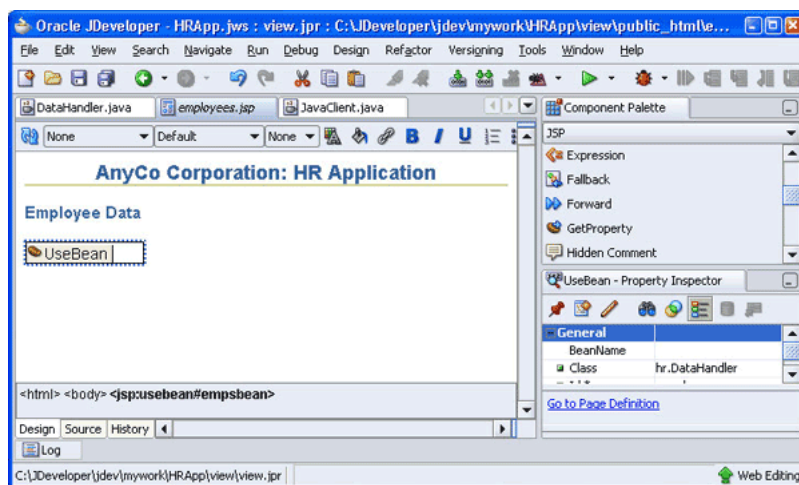 Oracle JDeveloper - HRApp.jws : view.jpr : C:\JDeveloper\jdev\mywork\HRApp\view\public_html\e...
File Edit View Search Navigate Run Debug Design Refactor Versioning Tools Window Help
DataHandler.java employees.jsp JavaClient.java
Component Palette
None Default None B I U
JSP
Expression
Fallback
Forward
GetProperty
Hidden Comment
AnyCo Corporation: HR Application
Employee Data
UseBean
UseBean - Property Inspector
General
BeanName
Class hr.DataHandler
Go to Page Definition
<html> <body> <jsp:usebean#empsbean>
Design Source History
Log
C:\JDeveloper\jdev\mywork\HRApp\view\view.jpr
Web Editing